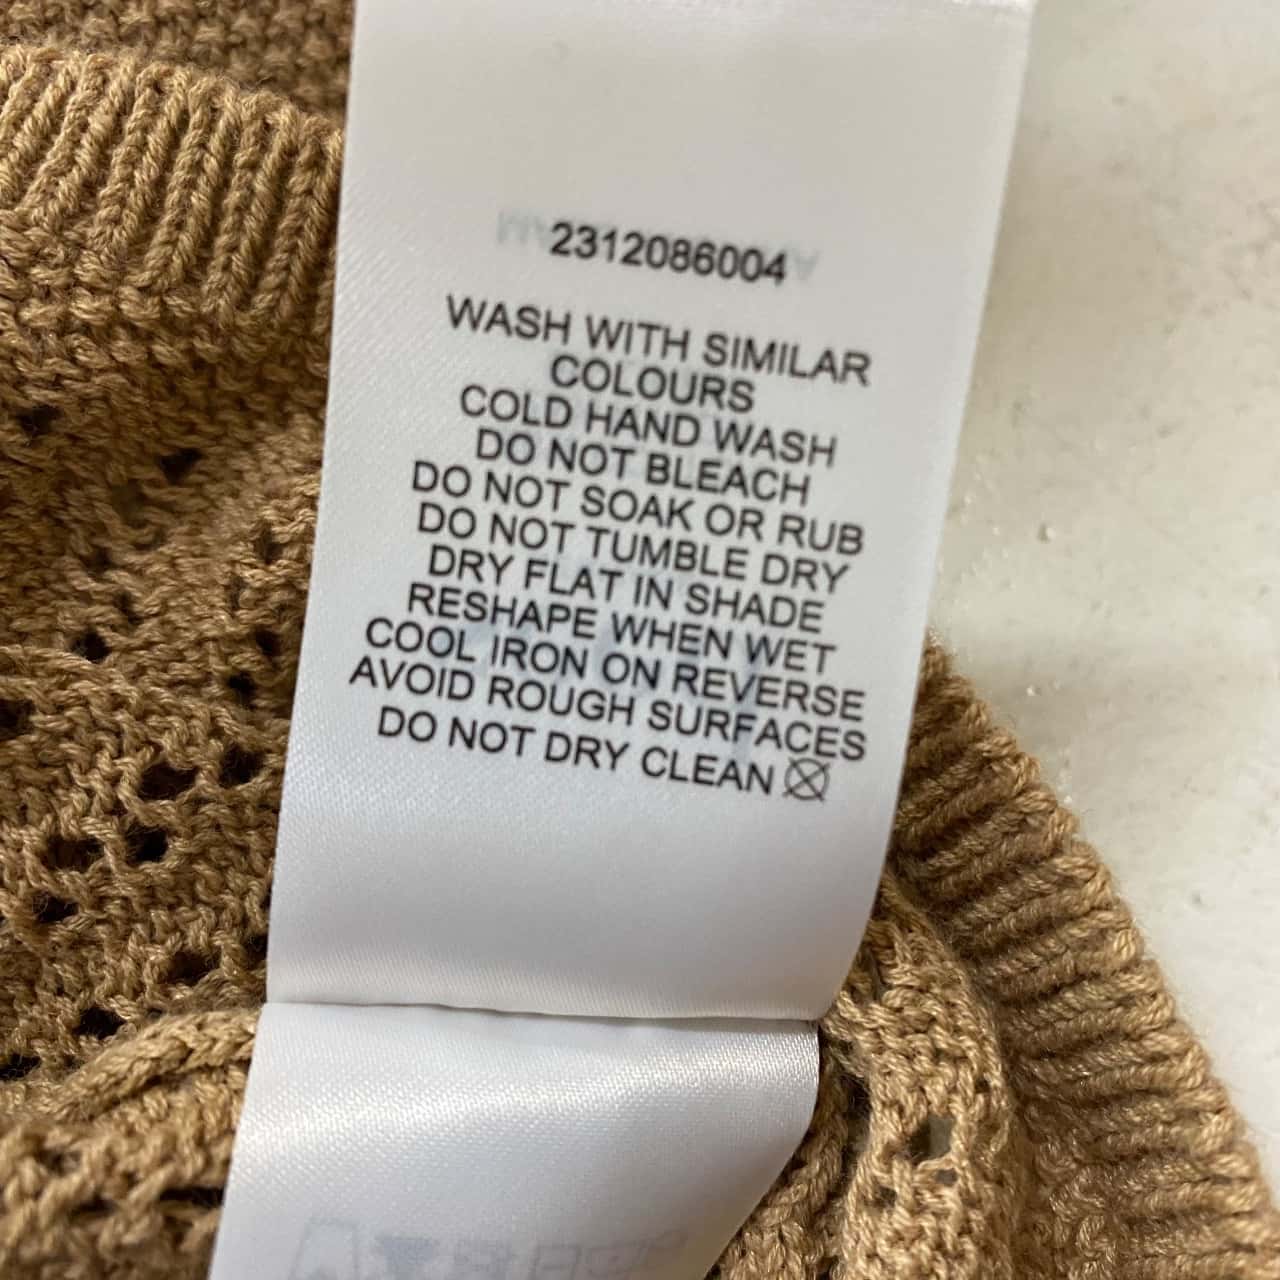 2312086004
WASH WITH SIMILAR
COLOURS
COLD HAND WASH
DO NOT BLEACH
DO NOT SOAK OR RUB
DO NOT TUMBLE DRY
DRY FLAT IN SHADE
RESHAPE WHEN WET
COOL IRON ON REVERSE
AVOID ROUGH SURFACES
DO NOT DRY CLEAN